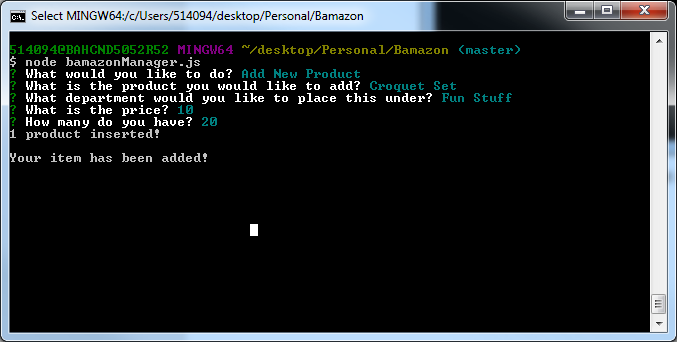 Select MINGW64:/c/Users/514094/desktop/Personal/Bamazon
514094@BAHCND5052R52 MINGW64 ~/desktop/Personal/Bamazon (master)
$ node bamazonManager.js
? What would you like to do? Add New Product
? What is the product you would like to add? Croquet Set
? What department would you like to place this under? Fun Stuff
? What is the price? 10
? How many do you have? 20
1 product inserted!
Your item has been added!